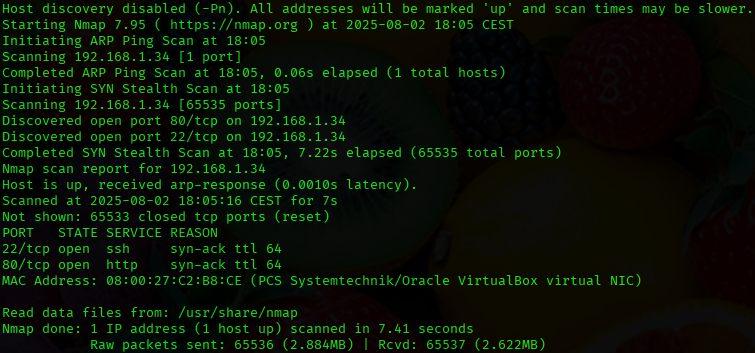 Host discovery disabled (-Pn). All addresses will be marked 'up' and scan times may be slower.
Starting Nmap 7.95 ( https://nmap.org ) at 2025-08-02 18:05 CEST
Initiating ARP Ping Scan at 18:05
Scanning 192.168.1.34 [1 port]
Completed ARP Ping Scan at 18:05, 0.06s elapsed (1 total hosts)
Initiating SYN Stealth Scan at 18:05
Scanning 192.168.1.34 [65535 ports]
Discovered open port 80/tcp on 192.168.1.34
Discovered open port 22/tcp on 192.168.1.34
Completed SYN Stealth Scan at 18:05, 7.22s elapsed (65535 total ports)
Nmap scan report for 192.168.1.34
Host is up, received arp-response (0.0010s latency).
Scanned at 2025-08-02 18:05:16 CEST for 7s
Not shown: 65533 closed tcp ports (reset)
PORT   STATE SERVICE REASON
22/tcp open  ssh     syn-ack ttl 64
80/tcp open  http    syn-ack ttl 64
MAC Address: 08:00:27:C2:B8:CE (PCS Systemtechnik/Oracle VirtualBox virtual NIC)

Read data files from: /usr/share/nmap
Nmap done: 1 IP address (1 host up) scanned in 7.41 seconds
           Raw packets sent: 65536 (2.884MB) | Rcvd: 65537 (2.622MB)